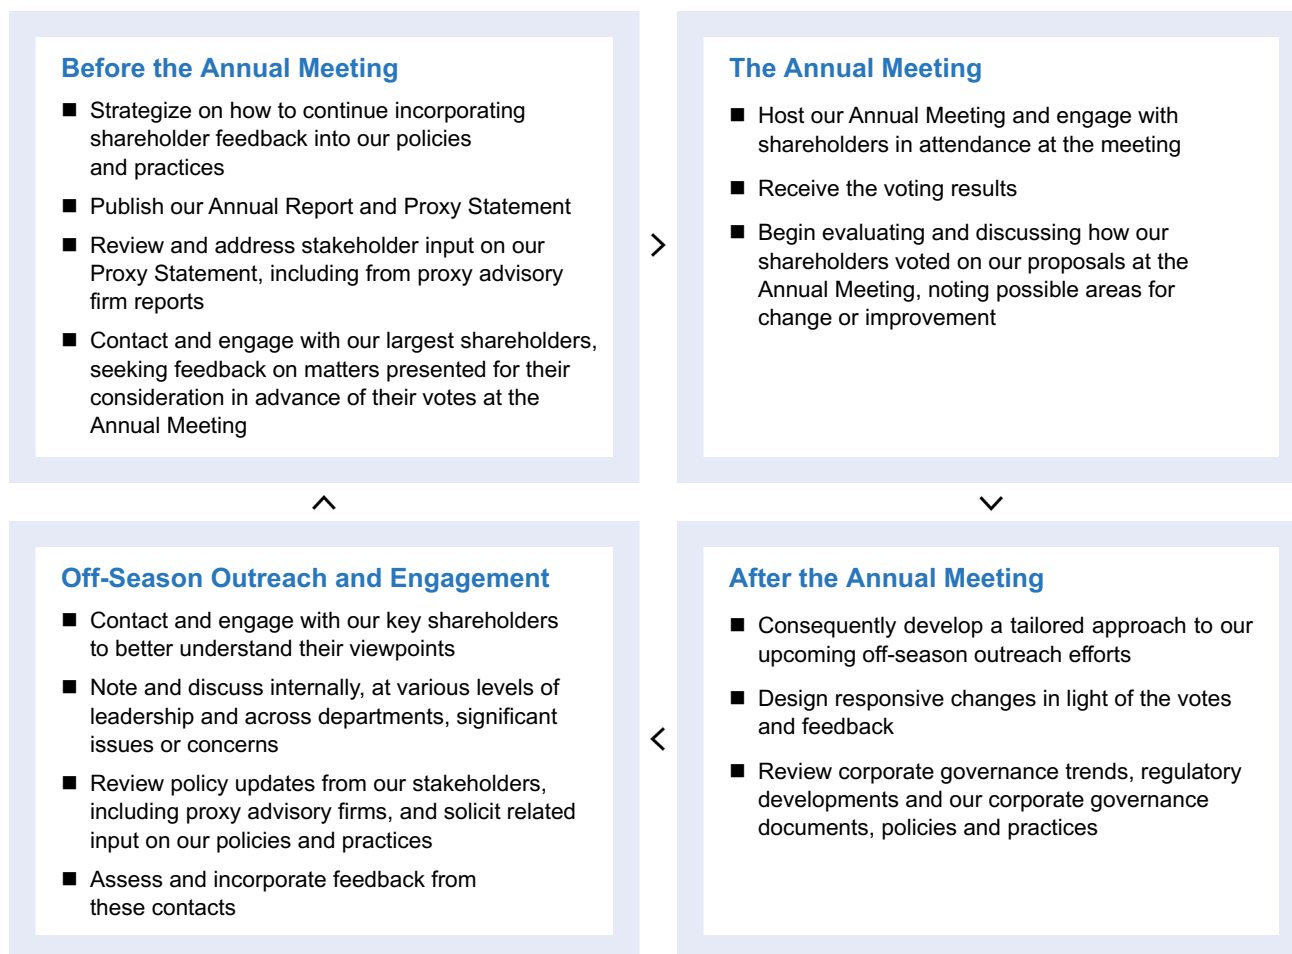 Before the Annual Meeting
■ Strategize on how to continue incorporating
shareholder feedback into our policies
and practices
■ Publish our Annual Report and Proxy Statement
■ Review and address stakeholder input on our
Proxy Statement, including from proxy advisory
firm reports
■ Contact and engage with our largest shareholders,
seeking feedback on matters presented for their
consideration in advance of their votes at the
Annual Meeting
The Annual Meeting
■ Host our Annual Meeting and engage with
shareholders in attendance at the meeting
■ Receive the voting results
■ Begin evaluating and discussing how our
shareholders voted on our proposals at the
Annual Meeting, noting possible areas for
change or improvement
After the Annual Meeting
■ Consequently develop a tailored approach to our
upcoming off-season outreach efforts
■ Design responsive changes in light of the votes
and feedback
■ Review corporate governance trends, regulatory
developments and our corporate governance
documents, policies and practices
Off-Season Outreach and Engagement
■ Contact and engage with our key shareholders
to better understand their viewpoints
■ Note and discuss internally, at various levels of
leadership and across departments, significant
issues or concerns
■ Review policy updates from our stakeholders,
including proxy advisory firms, and solicit related
input on our policies and practices
■ Assess and incorporate feedback from
these contacts